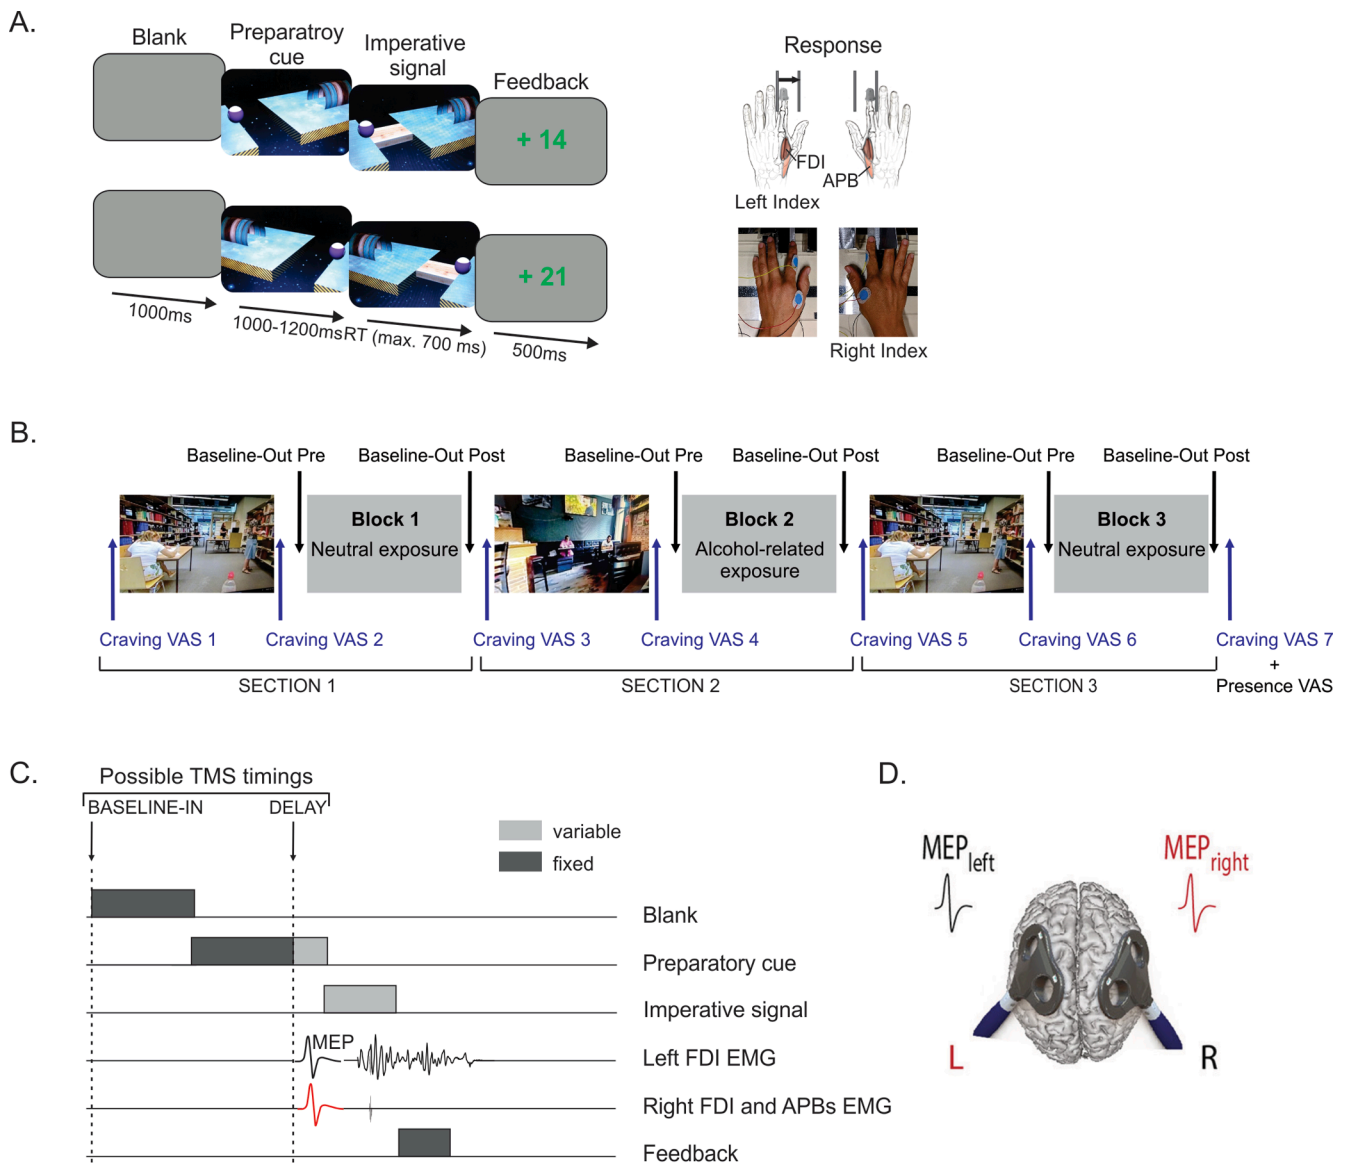 A.
Blank
Preparatroy
cue
Imperative
signal
Feedback
+ 14
+ 21
1000ms
1000-1200ms
RT (max. 700 ms)
500ms
Response
FDI
APB
Left Index
Right Index
B.
Baseline-Out Pre
Baseline-Out Post
Baseline-Out Pre
Baseline-Out Post
Baseline-Out Pre
Baseline-Out Post
Block 1
Neutral exposure
Block 2
Alcohol-related
exposure
Block 3
Neutral exposure
Craving VAS 1
Craving VAS 2
Craving VAS 3
Craving VAS 4
Craving VAS 5
Craving VAS 6
Craving VAS 7
+
Presence VAS
SECTION 1
SECTION 2
SECTION 3
C.
Possible TMS timings
BASELINE-IN
DELAY
variable
fixed
Blank
Preparatory cue
Imperative signal
MEP
Left FDI EMG
Right FDI and APBs EMG
Feedback
D.
MEPleft
MEPright
L
R